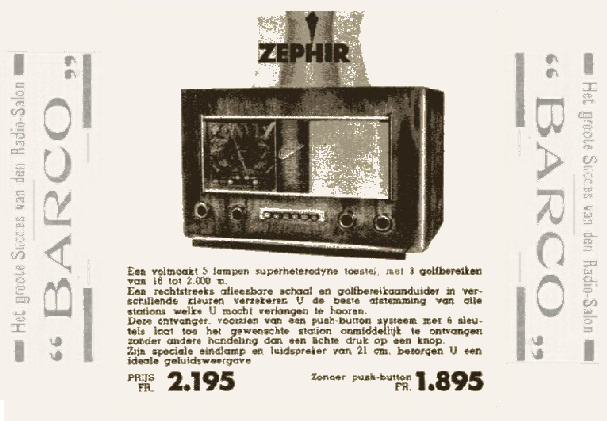 Het groote Succes van den Radio-Salon
“ BARCO ”
ZEPHIR
Een volmaakt 5 lampen superheterodyne toestel, met 3 golfbereiken
van 16 tot 2.000 m.
Een rechtstreeks afleesbare schaal en golfbereikaanduider in ver-
schillende kleuren verzekeren U de beste afstemming van alle
stations welke U mocht verlangen te hooren.
Deze ontvanger, voorzien van een push-button systeem met 6 sleu-
tels laat toe het gewenschte station onmiddellijk te ontvangen
zonder andere handeling dan een lichte druk op een knop.
Zijn speciale eindlamp en luidspreker van 21 cm. bezorgen U een
ideale geluidsweergave
PRIJS FR. 2.195
Zonder push-button FR. 1.895
“ BARCO ”
Het groote Succes van den Radio-Salon